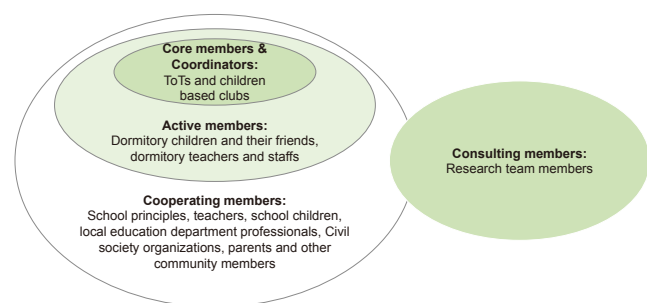 Core members &
Coordinators:
ToTs and children
based clubs
Active members:
Dormitory children and their friends,
dormitory teachers and staffs
Cooperating members:
School principles, teachers, school children,
local education department professionals, Civil
society organizations, parents and other
community members
Consulting members:
Research team members